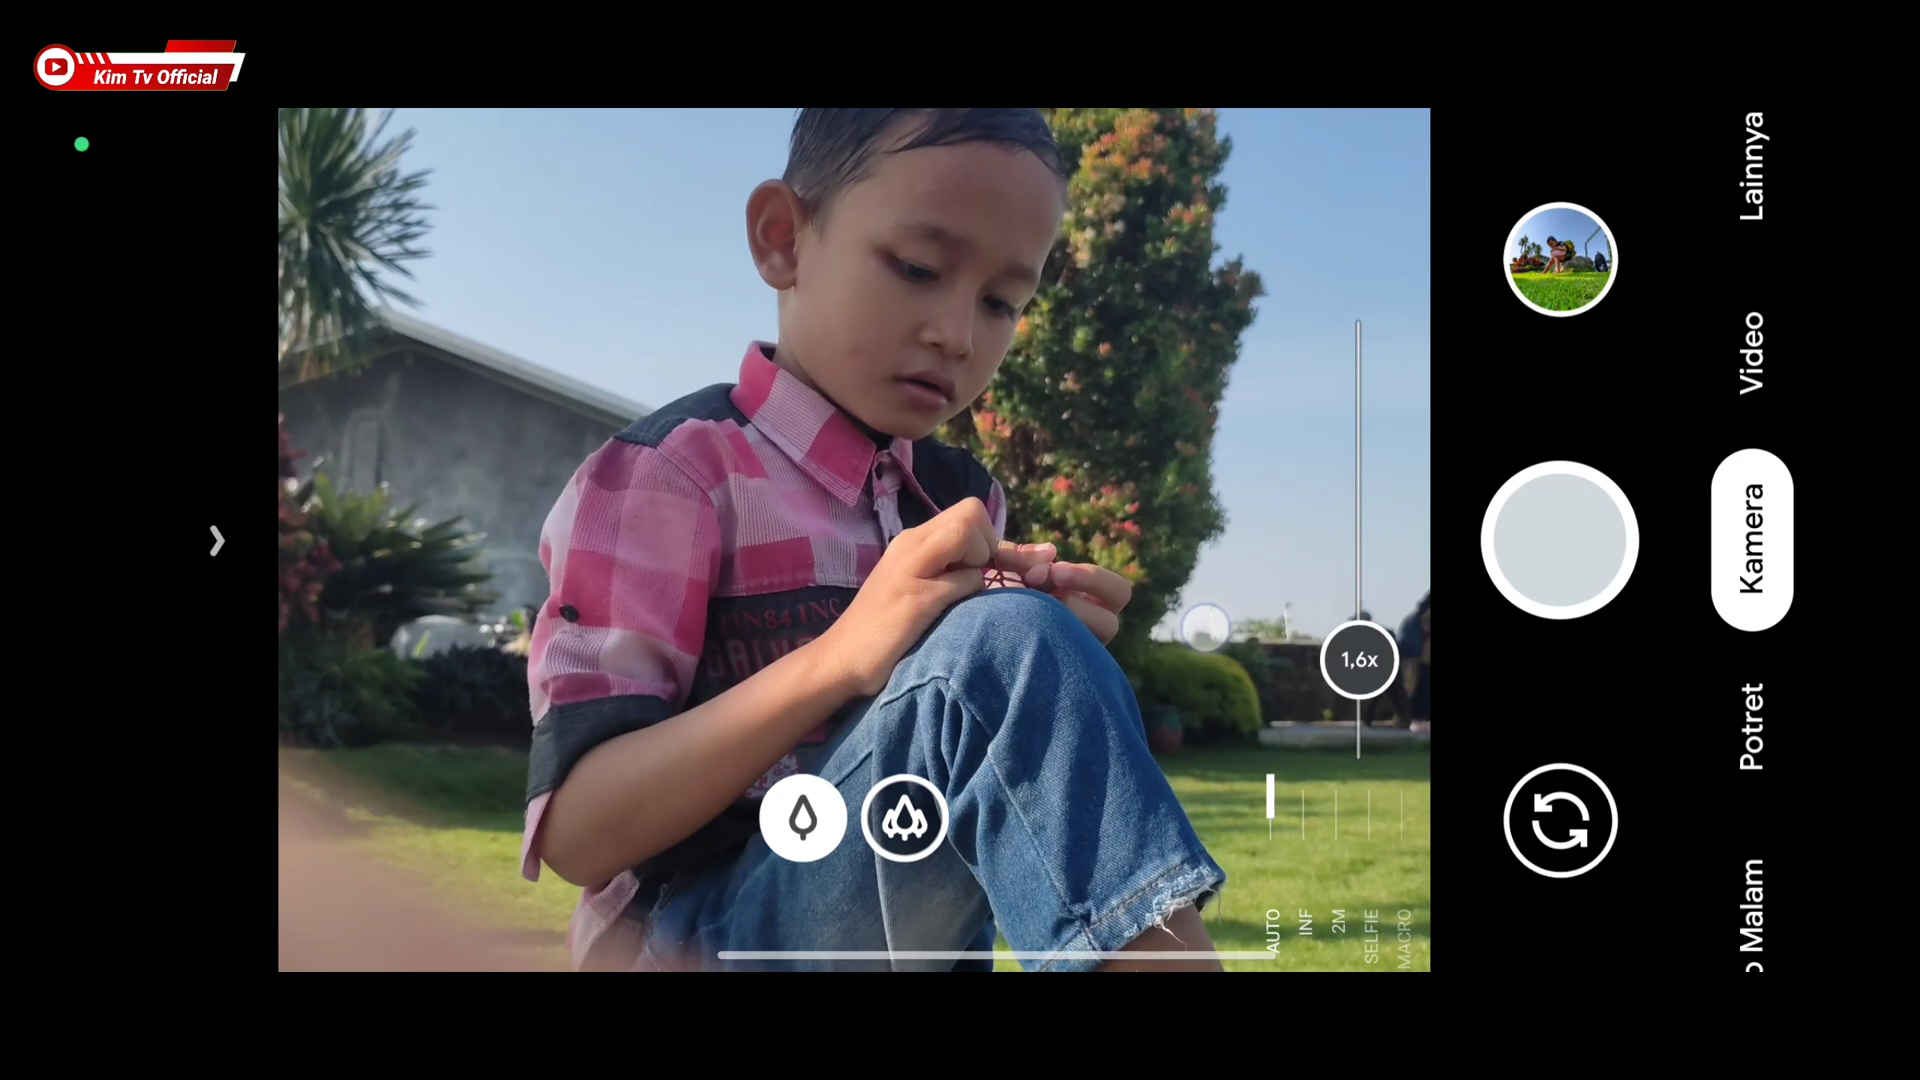 Kim Tv Official
Lainnya
Video
Kamera
Potret
Malam
1,6x
AUTO
INF
2M
SELFIE
MACRO